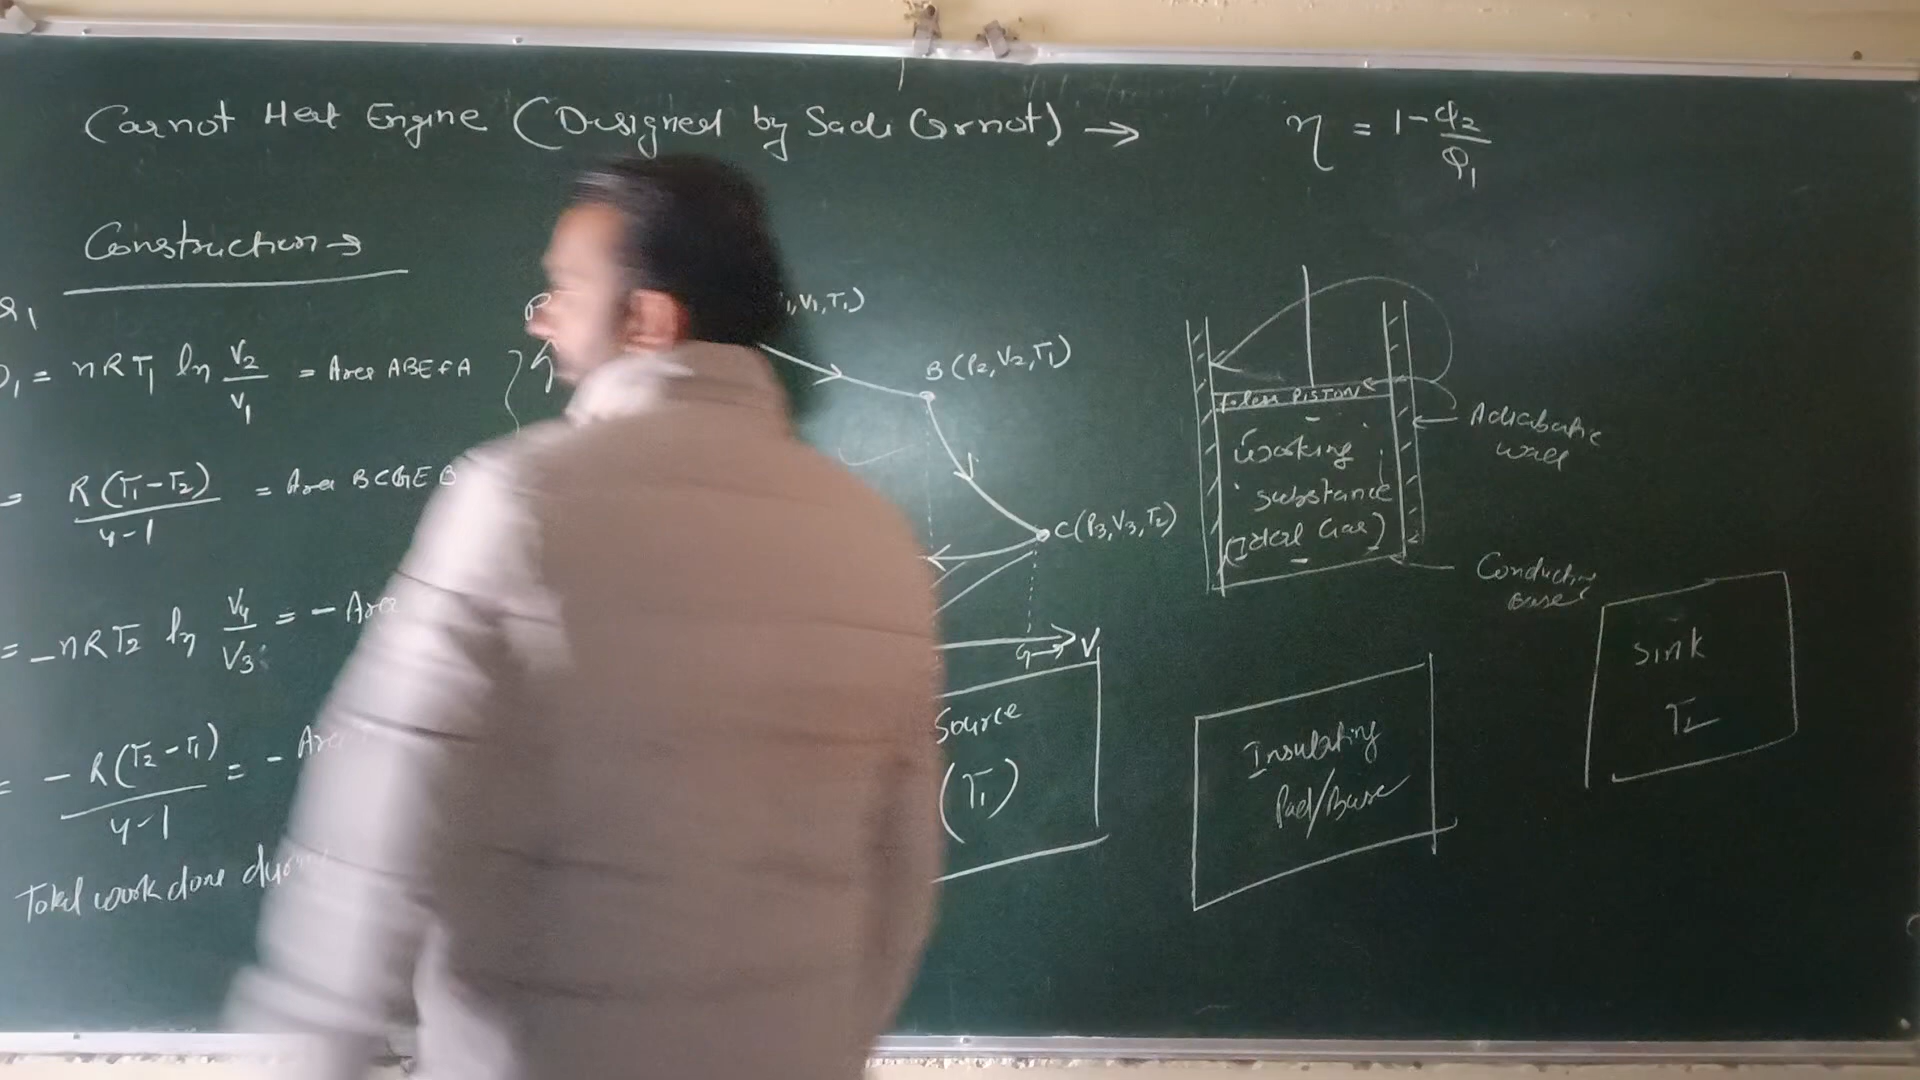 Carnot Heat Engine (Designed by Sadi Carnot) →
η = 1 - Q2/Q1
Construction →
Q1
= nRT1 ln V2/V1 = Area ABEFA
= R(T1-T2)/γ-1 = Area BCGEB
= -nRT2 ln V4/V3 = - Area
= -R(T2-T1)/γ-1 = - Area
Total work done
P
,V1,T1)
B(P2,V2,T1)
C(P3,V3,T2)
G → V
Source
(T1)
PISTON
Working
substance
(Ideal Gas)
Adiabatic
wall
Conducting
Base
Insulating
Pad/Base
Sink
T2